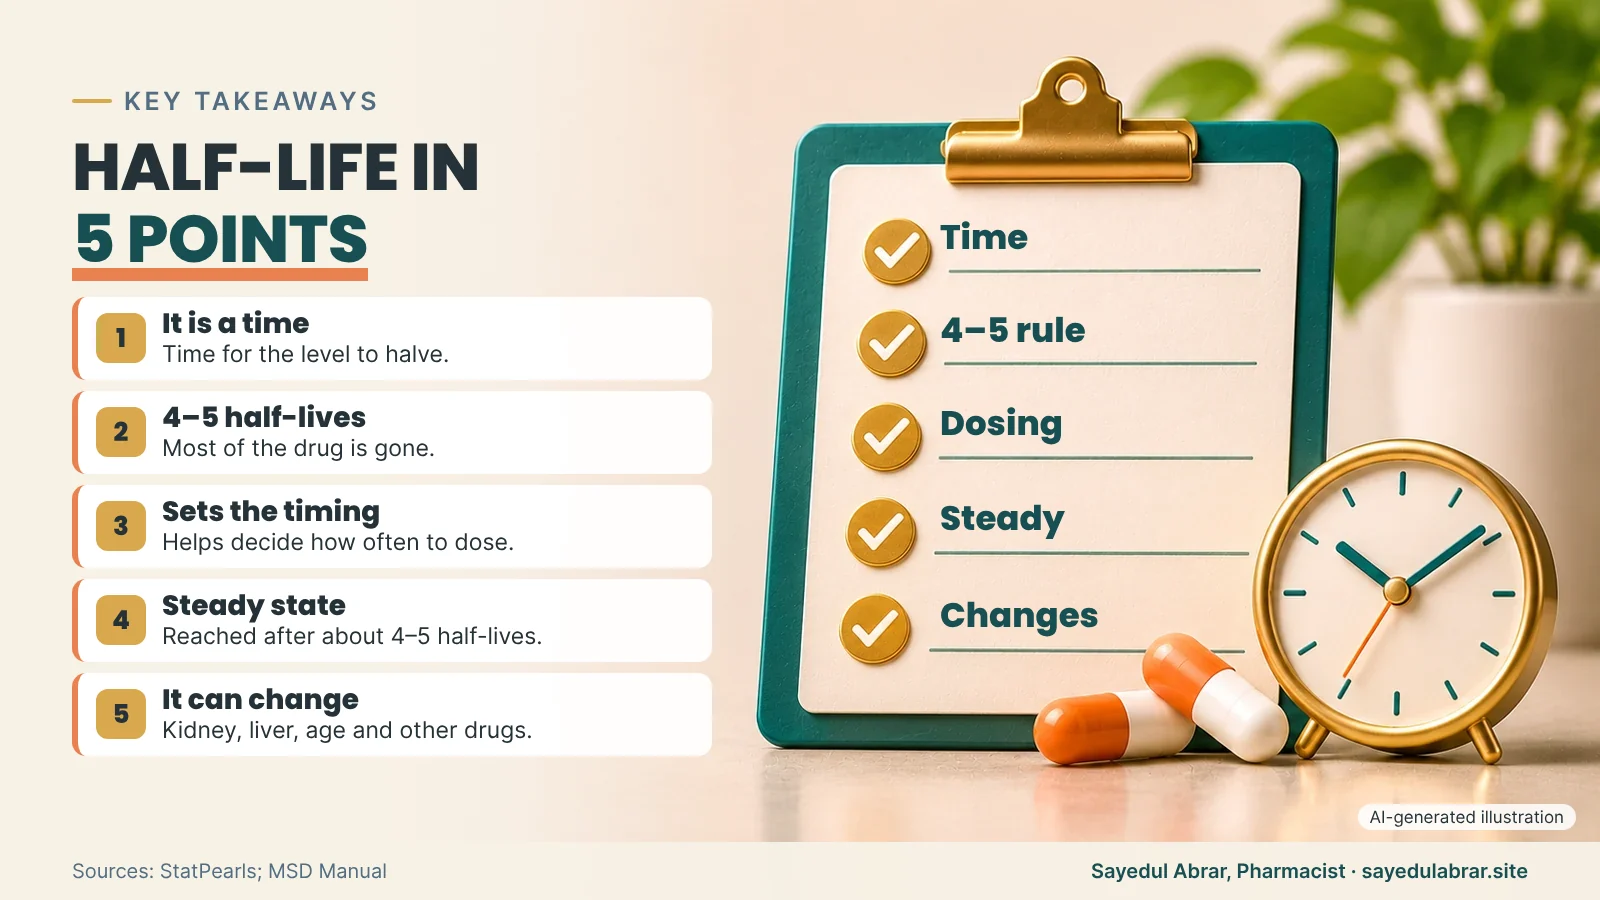 KEY TAKEAWAYS
HALF-LIFE IN
5 POINTS
1
It is a time
Time for the level to halve.
2
4–5 half-lives
Most of the drug is gone.
3
Sets the timing
Helps decide how often to dose.
4
Steady state
Reached after about 4–5 half-lives.
5
It can change
Kidney, liver, age and other drugs.
Time
4–5 rule
Dosing
Steady
Changes
AI-generated illustration
Sources: StatPearls; MSD Manual
Sayedul Abrar, Pharmacist · sayedulabrar.site